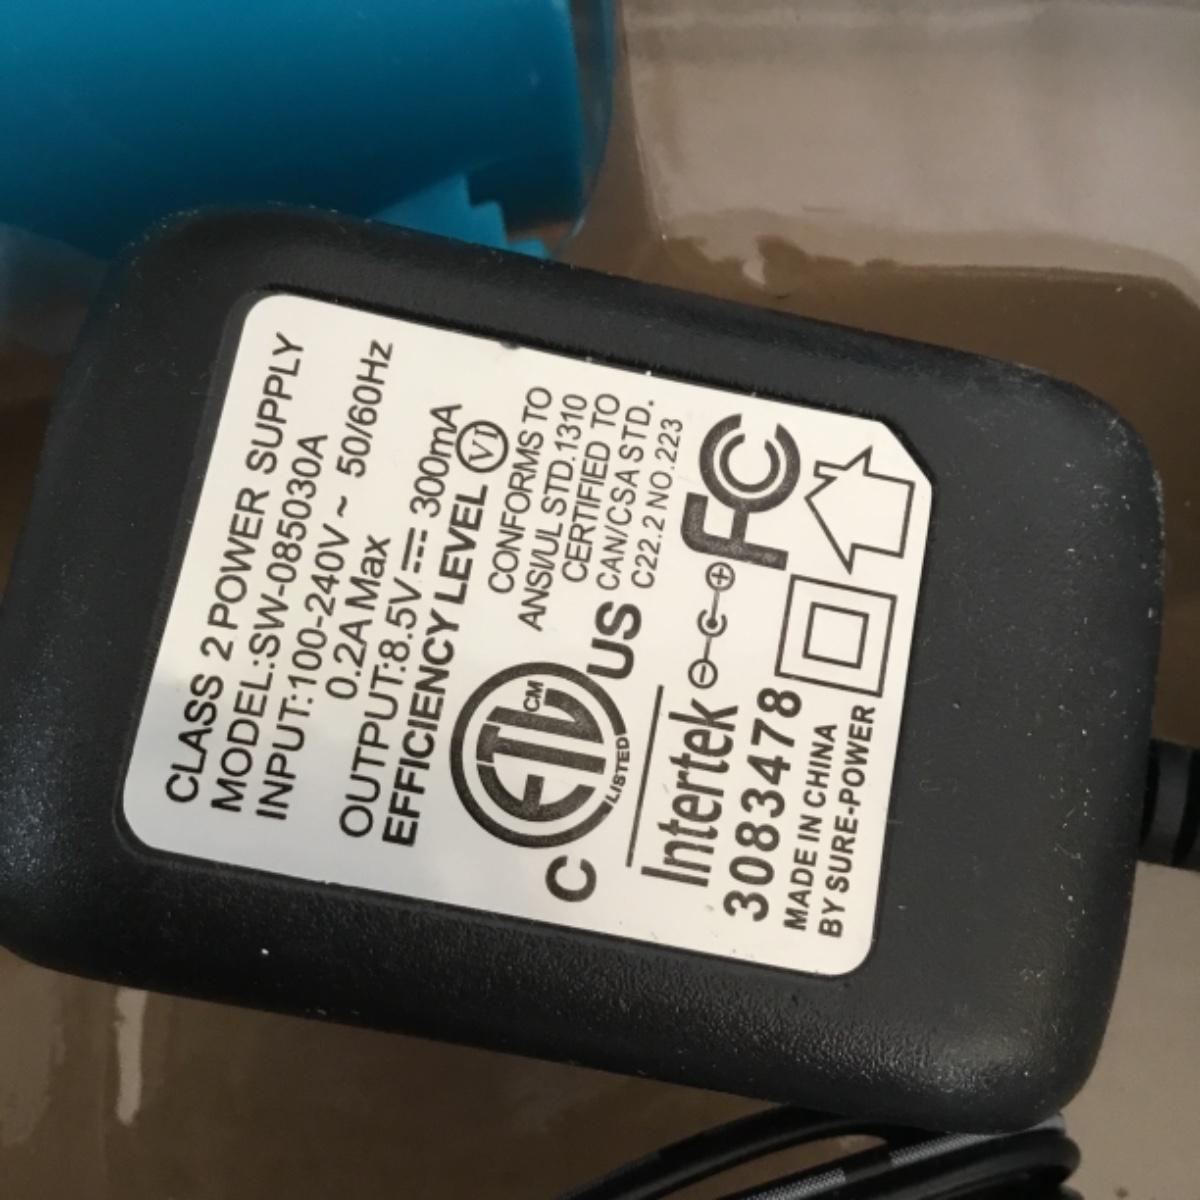 CLASS 2 POWER SUPPLY
MODEL:SW-085030A
INPUT:100-240V ~ 50/60Hz
0.2A Max
OUTPUT:8.5V⎓ 300mA
EFFICIENCY LEVEL VI
CONFORMS TO
ANSI/UL STD.1310
CERTIFIED TO
CAN/CSA STD.
C22.2 NO.223
C ETL CM US
LISTED
Intertek
3083478
FC
MADE IN CHINA
BY SURE-POWER